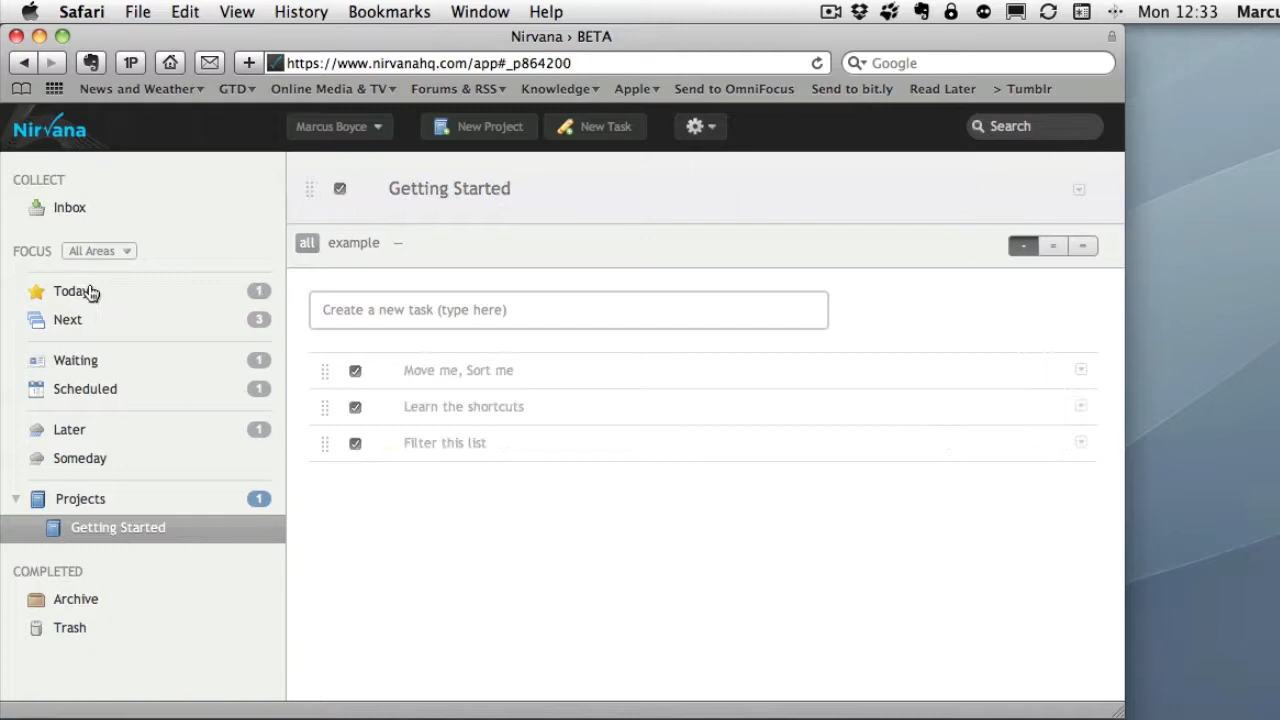 Safari File Edit View History Bookmarks Window Help Mon 12:33 Marcu
Nirvana › BETA
1P https://www.nirvanahq.com/app#_p864200 Google
News and Weather GTD Online Media & TV Forums & RSS Knowledge Apple Send to OmniFocus Send to bit.ly Read Later > Tumblr
Nirvana Marcus Boyce New Project New Task Search
COLLECT
Inbox
FOCUS All Areas
Today 1
Next 3
Waiting 1
Scheduled 1
Later 1
Someday
Projects 1
Getting Started
COMPLETED
Archive
Trash
Getting Started
all example –
Create a new task (type here)
Move me, Sort me
Learn the shortcuts
Filter this list